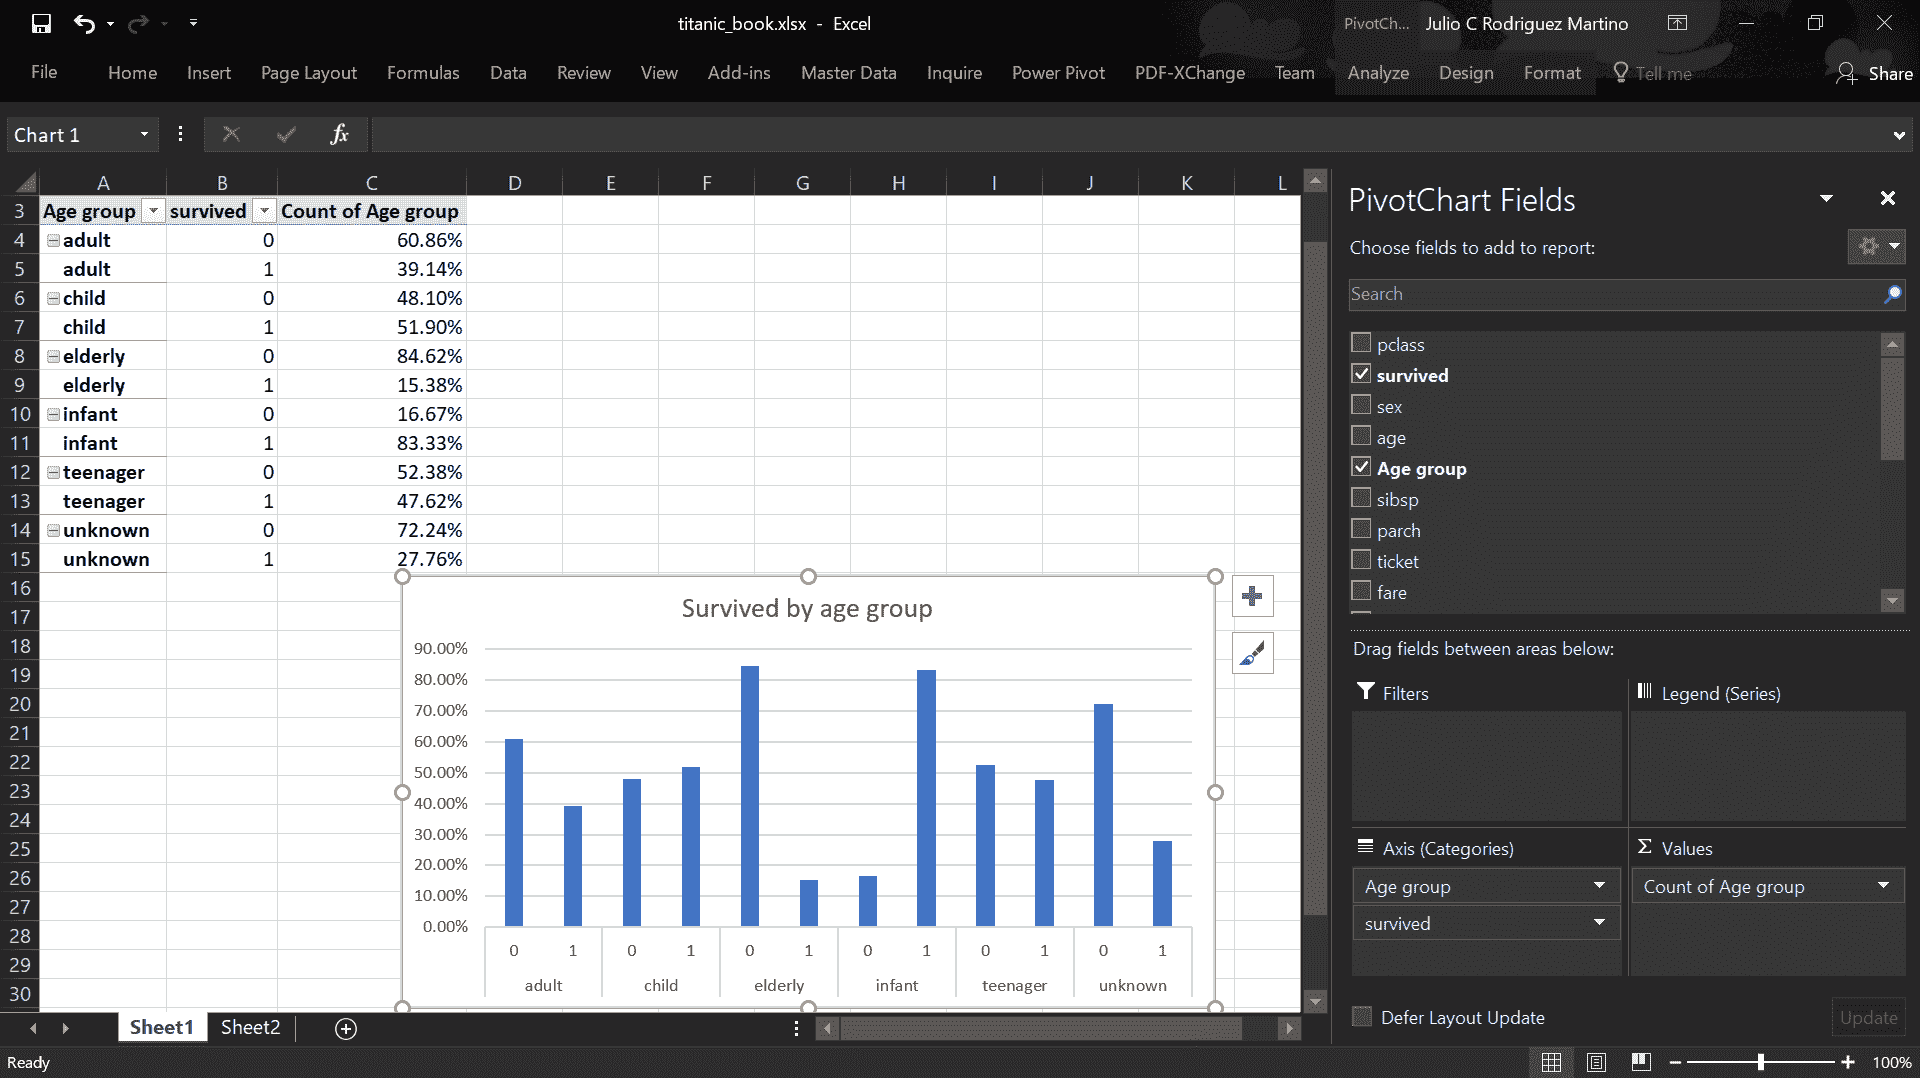 titanic_book.xlsx - Excel
PivotCh... Julio C Rodriguez Martino
File Home Insert Page Layout Formulas Data Review View Add-ins Master Data Inquire Power Pivot PDF-XChange Team Analyze Design Format Tell me Share
Chart 1 fx
A B C D E F G H I J K L
3 Age group survived Count of Age group
4 adult 0 60.86%
5 adult 1 39.14%
6 child 0 48.10%
7 child 1 51.90%
8 elderly 0 84.62%
9 elderly 1 15.38%
10 infant 0 16.67%
11 infant 1 83.33%
12 teenager 0 52.38%
13 teenager 1 47.62%
14 unknown 0 72.24%
15 unknown 1 27.76%
16
17
18
19
20
21
22
23
24
25
26
27
28
29
30
Survived by age group
90.00%
80.00%
70.00%
60.00%
50.00%
40.00%
30.00%
20.00%
10.00%
0.00%
0 1 0 1 0 1 0 1 0 1 0 1
adult child elderly infant teenager unknown
PivotChart Fields
Choose fields to add to report:
Search
pclass
survived
sex
age
Age group
sibsp
parch
ticket
fare
Drag fields between areas below:
Filters
Legend (Series)
Axis (Categories)
Age group
survived
Σ Values
Count of Age group
Defer Layout Update
Update
Sheet1 Sheet2
Ready
100%